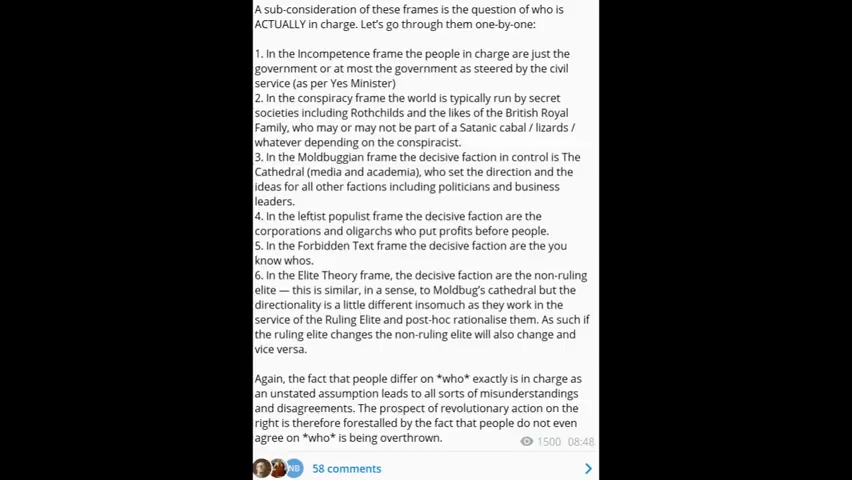 A sub-consideration of these frames is the question of who is
ACTUALLY in charge. Let's go through them one-by-one:
1. In the Incompetence frame the people in charge are just the
government or at most the government as steered by the civil
service (as per Yes Minister)
2. In the conspiracy frame the world is typically run by secret
societies including Rothchilds and the likes of the British Royal
Family, who may or may not be part of a Satanic cabal / lizards /
whatever depending on the conspiracist.
3. In the Moldbuggian frame the decisive faction in control is The
Cathedral (media and academia), who set the direction and the
ideas for all other factions including politicians and business
leaders.
4. In the leftist populist frame the decisive faction are the
corporations and oligarchs who put profits before people.
5. In the Forbidden Text frame the decisive faction are the you
know whos.
6. In the Elite Theory frame, the decisive faction are the non-ruling
elite — this is similar, in a sense, to Moldbug's cathedral but the
directionality is a little different insomuch as they work in the
service of the Ruling Elite and post-hoc rationalise them. As such if
the ruling elite changes the non-ruling elite will also change and
vice versa.
Again, the fact that people differ on *who* exactly is in charge as
an unstated assumption leads to all sorts of misunderstandings
and disagreements. The prospect of revolutionary action on the
right is therefore forestalled by the fact that people do not even
agree on *who* is being overthrown.
1500 08:48
NB
58 comments